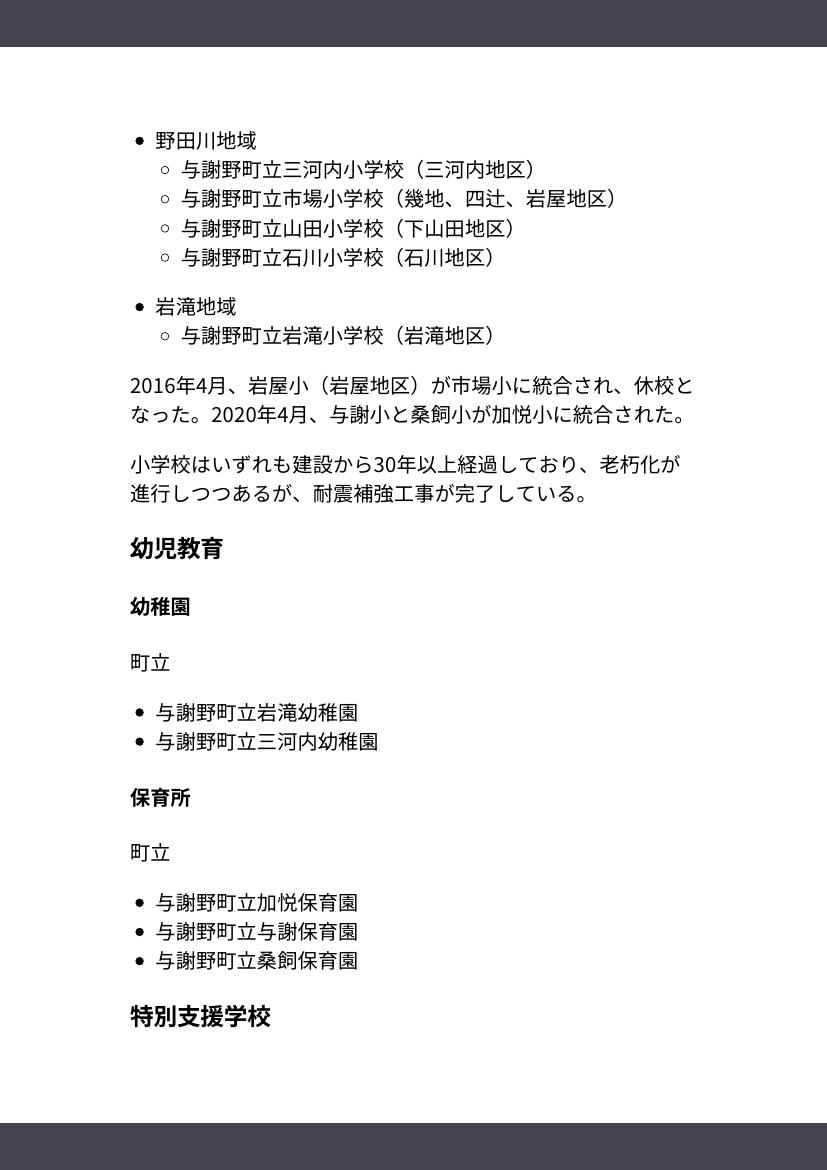 野田川地域
与謝野町立三河内小学校（三河内地区）
与謝野町立市場小学校（幾地、四辻、岩屋地区）
与謝野町立山田小学校（下山田地区）
与謝野町立石川小学校（石川地区）
岩滝地域
与謝野町立岩滝小学校（岩滝地区）
2016年4月、岩屋小（岩屋地区）が市場小に統合され、休校と
なった。2020年4月、与謝小と桑飼小が加悦小に統合された。
小学校はいずれも建設から30年以上経過しており、老朽化が
進行しつつあるが、耐震補強工事が完了している。
幼児教育
幼稚園
町立
与謝野町立岩滝幼稚園
与謝野町立三河内幼稚園
保育所
町立
与謝野町立加悦保育園
与謝野町立与謝保育園
与謝野町立桑飼保育園
特別支援学校